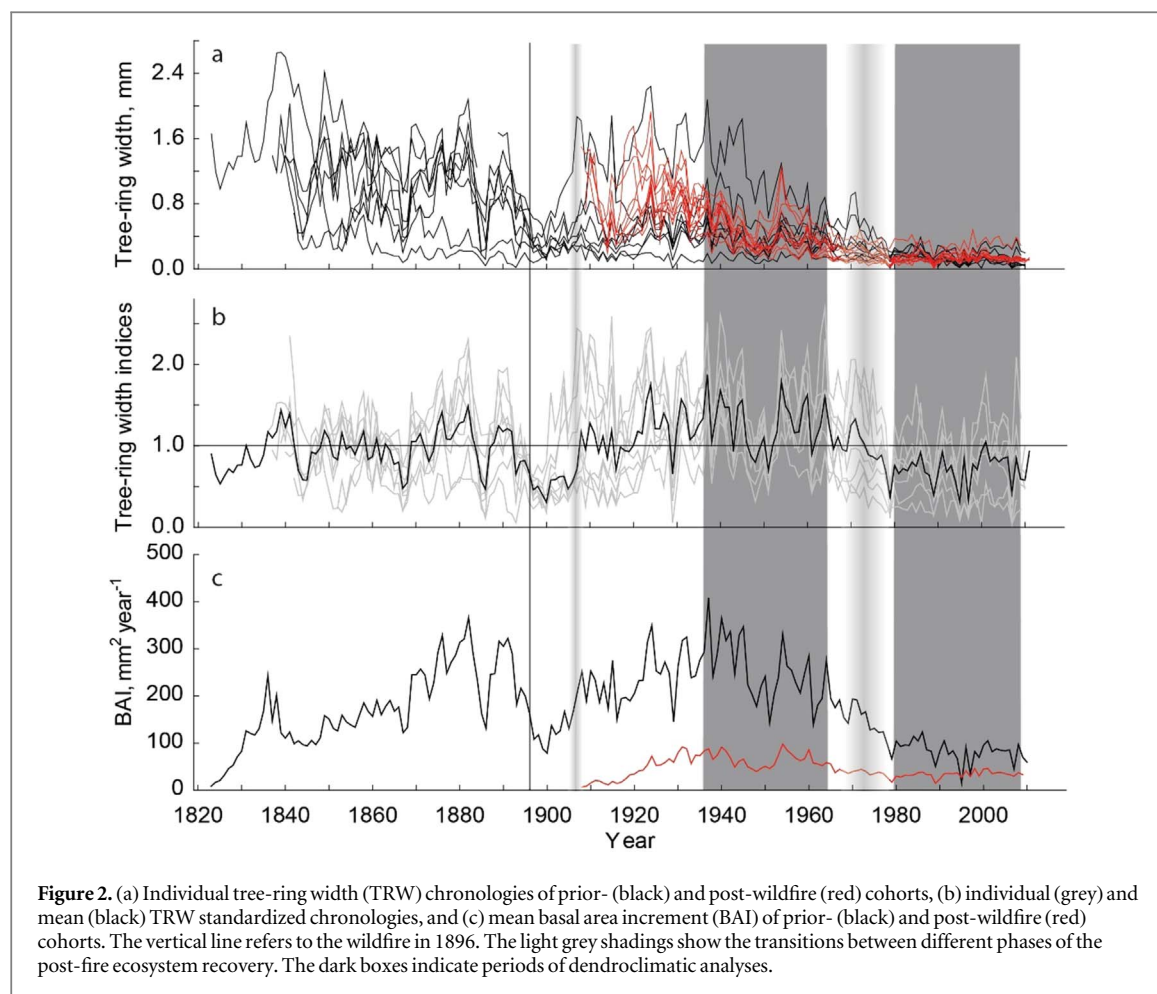 a
Tree-ring width, mm
2.4
1.6
0.8
0.0
b
Tree-ring width indices
2.0
1.0
0.0
c
BAI, mm² year⁻¹
500
400
300
200
100
0
1820 1840 1860 1880 1900 1920 1940 1960 1980 2000
Year
Figure 2. (a) Individual tree-ring width (TRW) chronologies of prior- (black) and post-wildfire (red) cohorts, (b) individual (grey) and
mean (black) TRW standardized chronologies, and (c) mean basal area increment (BAI) of prior- (black) and post-wildfire (red)
cohorts. The vertical line refers to the wildfire in 1896. The light grey shadings show the transitions between different phases of the
post-fire ecosystem recovery. The dark boxes indicate periods of dendroclimatic analyses.